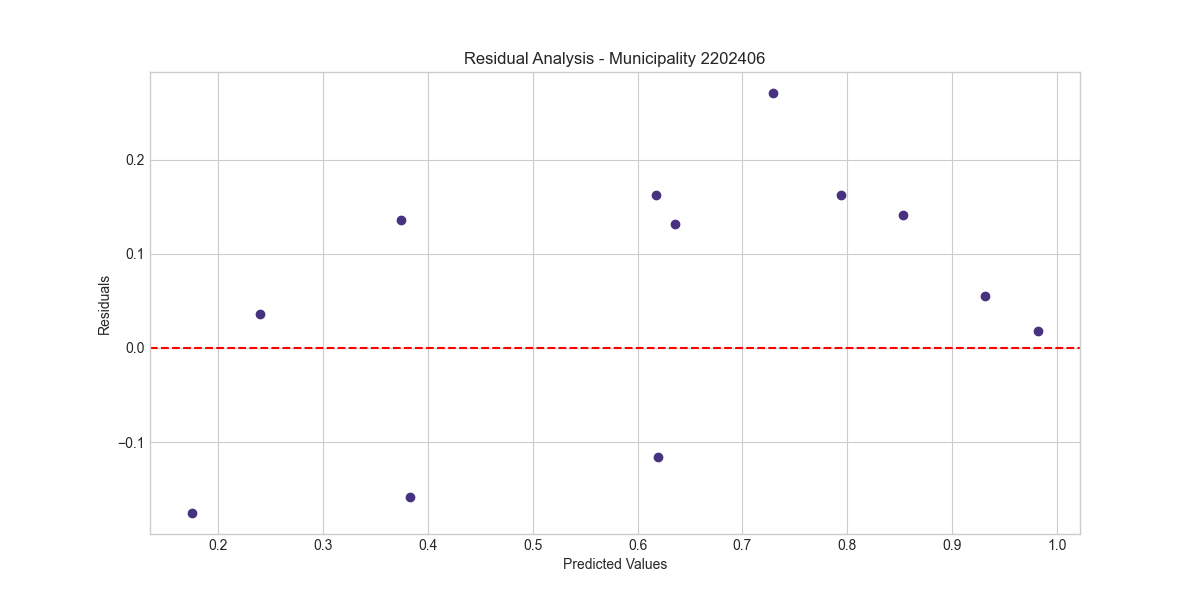 Residual Analysis - Municipality 2202406
Residuals
0.2
0.1
0.0
−0.1
0.2 0.3 0.4 0.5 0.6 0.7 0.8 0.9 1.0
Predicted Values